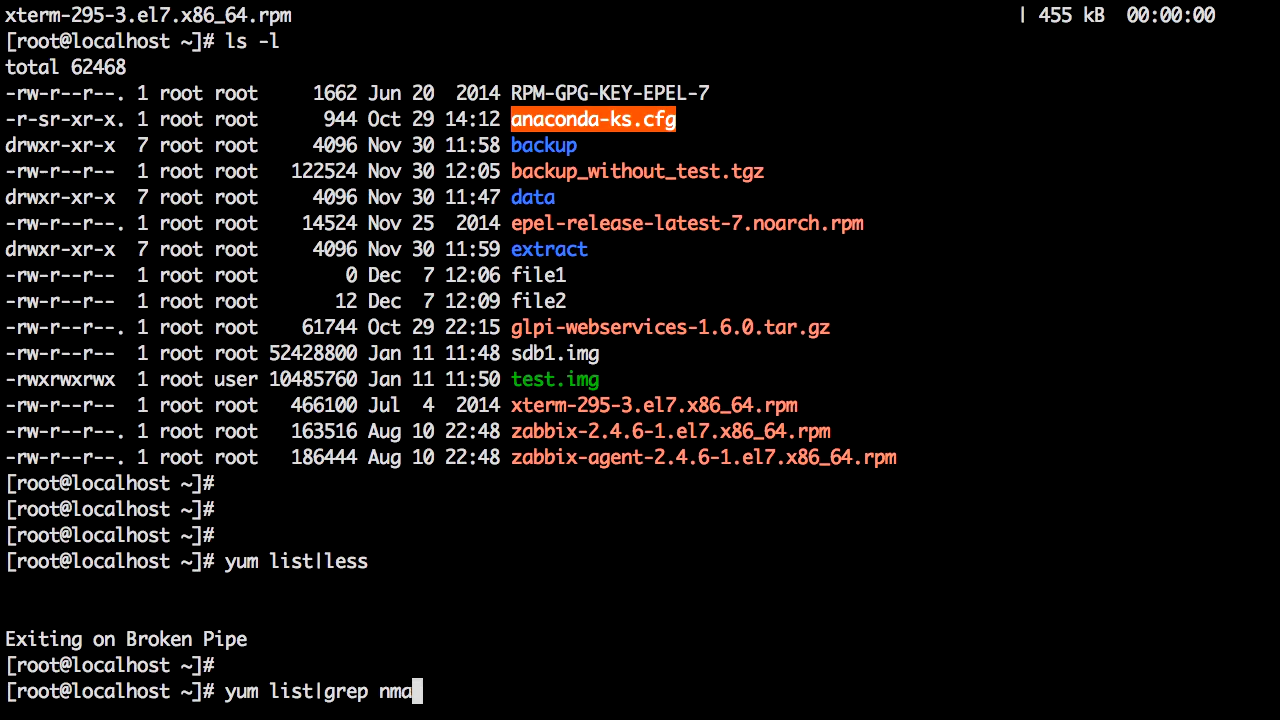 xterm-295-3.el7.x86_64.rpm | 455 kB 00:00:00
[root@localhost ~]# ls -l
total 62468
-rw-r--r--. 1 root root     1662 Jun 20  2014 RPM-GPG-KEY-EPEL-7
-r-sr-xr-x. 1 root root      944 Oct 29 14:12 anaconda-ks.cfg
drwxr-xr-x  7 root root     4096 Nov 30 11:58 backup
-rw-r--r--  1 root root   122524 Nov 30 12:05 backup_without_test.tgz
drwxr-xr-x  7 root root     4096 Nov 30 11:47 data
-rw-r--r--. 1 root root    14524 Nov 25  2014 epel-release-latest-7.noarch.rpm
drwxr-xr-x  7 root root     4096 Nov 30 11:59 extract
-rw-r--r--  1 root root        0 Dec  7 12:06 file1
-rw-r--r--  1 root root       12 Dec  7 12:09 file2
-rw-r--r--. 1 root root    61744 Oct 29 22:15 glpi-webservices-1.6.0.tar.gz
-rw-r--r--  1 root root 52428800 Jan 11 11:48 sdb1.img
-rwxrwxrwx  1 root user 10485760 Jan 11 11:50 test.img
-rw-r--r--  1 root root   466100 Jul  4  2014 xterm-295-3.el7.x86_64.rpm
-rw-r--r--. 1 root root   163516 Aug 10 22:48 zabbix-2.4.6-1.el7.x86_64.rpm
-rw-r--r--. 1 root root   186444 Aug 10 22:48 zabbix-agent-2.4.6-1.el7.x86_64.rpm
[root@localhost ~]#
[root@localhost ~]#
[root@localhost ~]#
[root@localhost ~]# yum list|less
Exiting on Broken Pipe
[root@localhost ~]#
[root@localhost ~]# yum list|grep nma